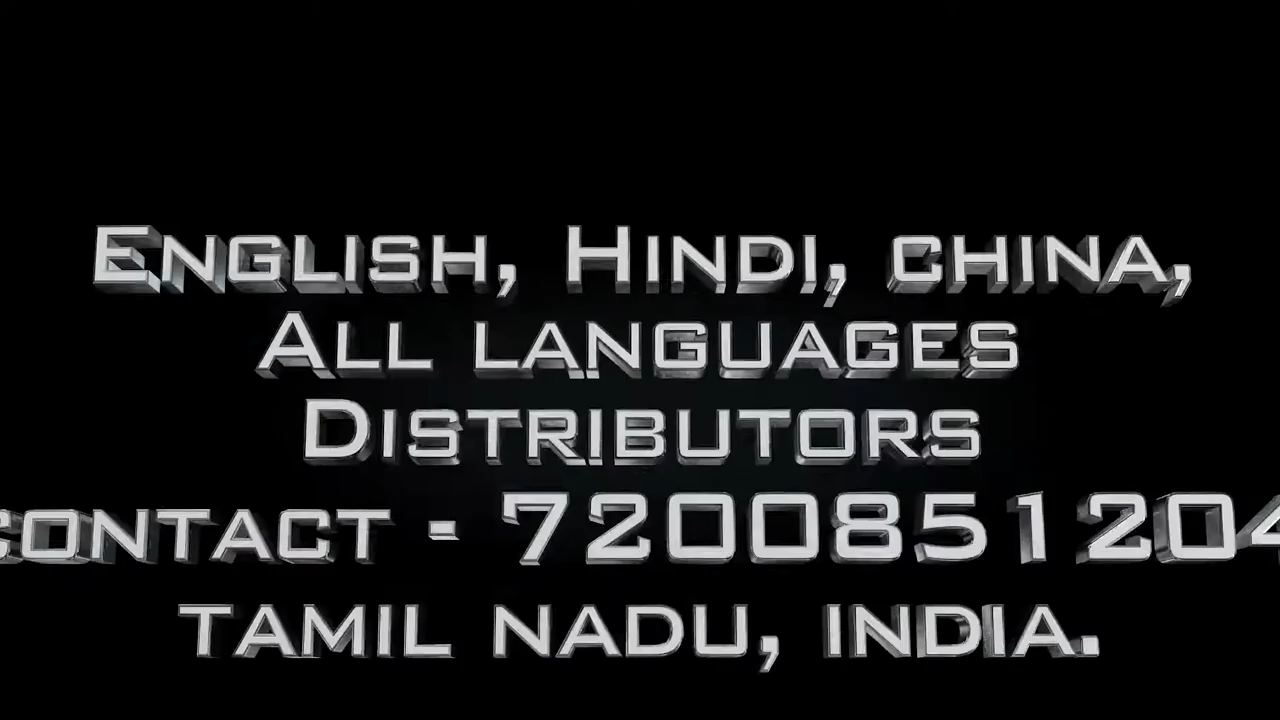 English, Hindi, china,
All languages
Distributors
contact - 7200851204
tamil nadu, india.